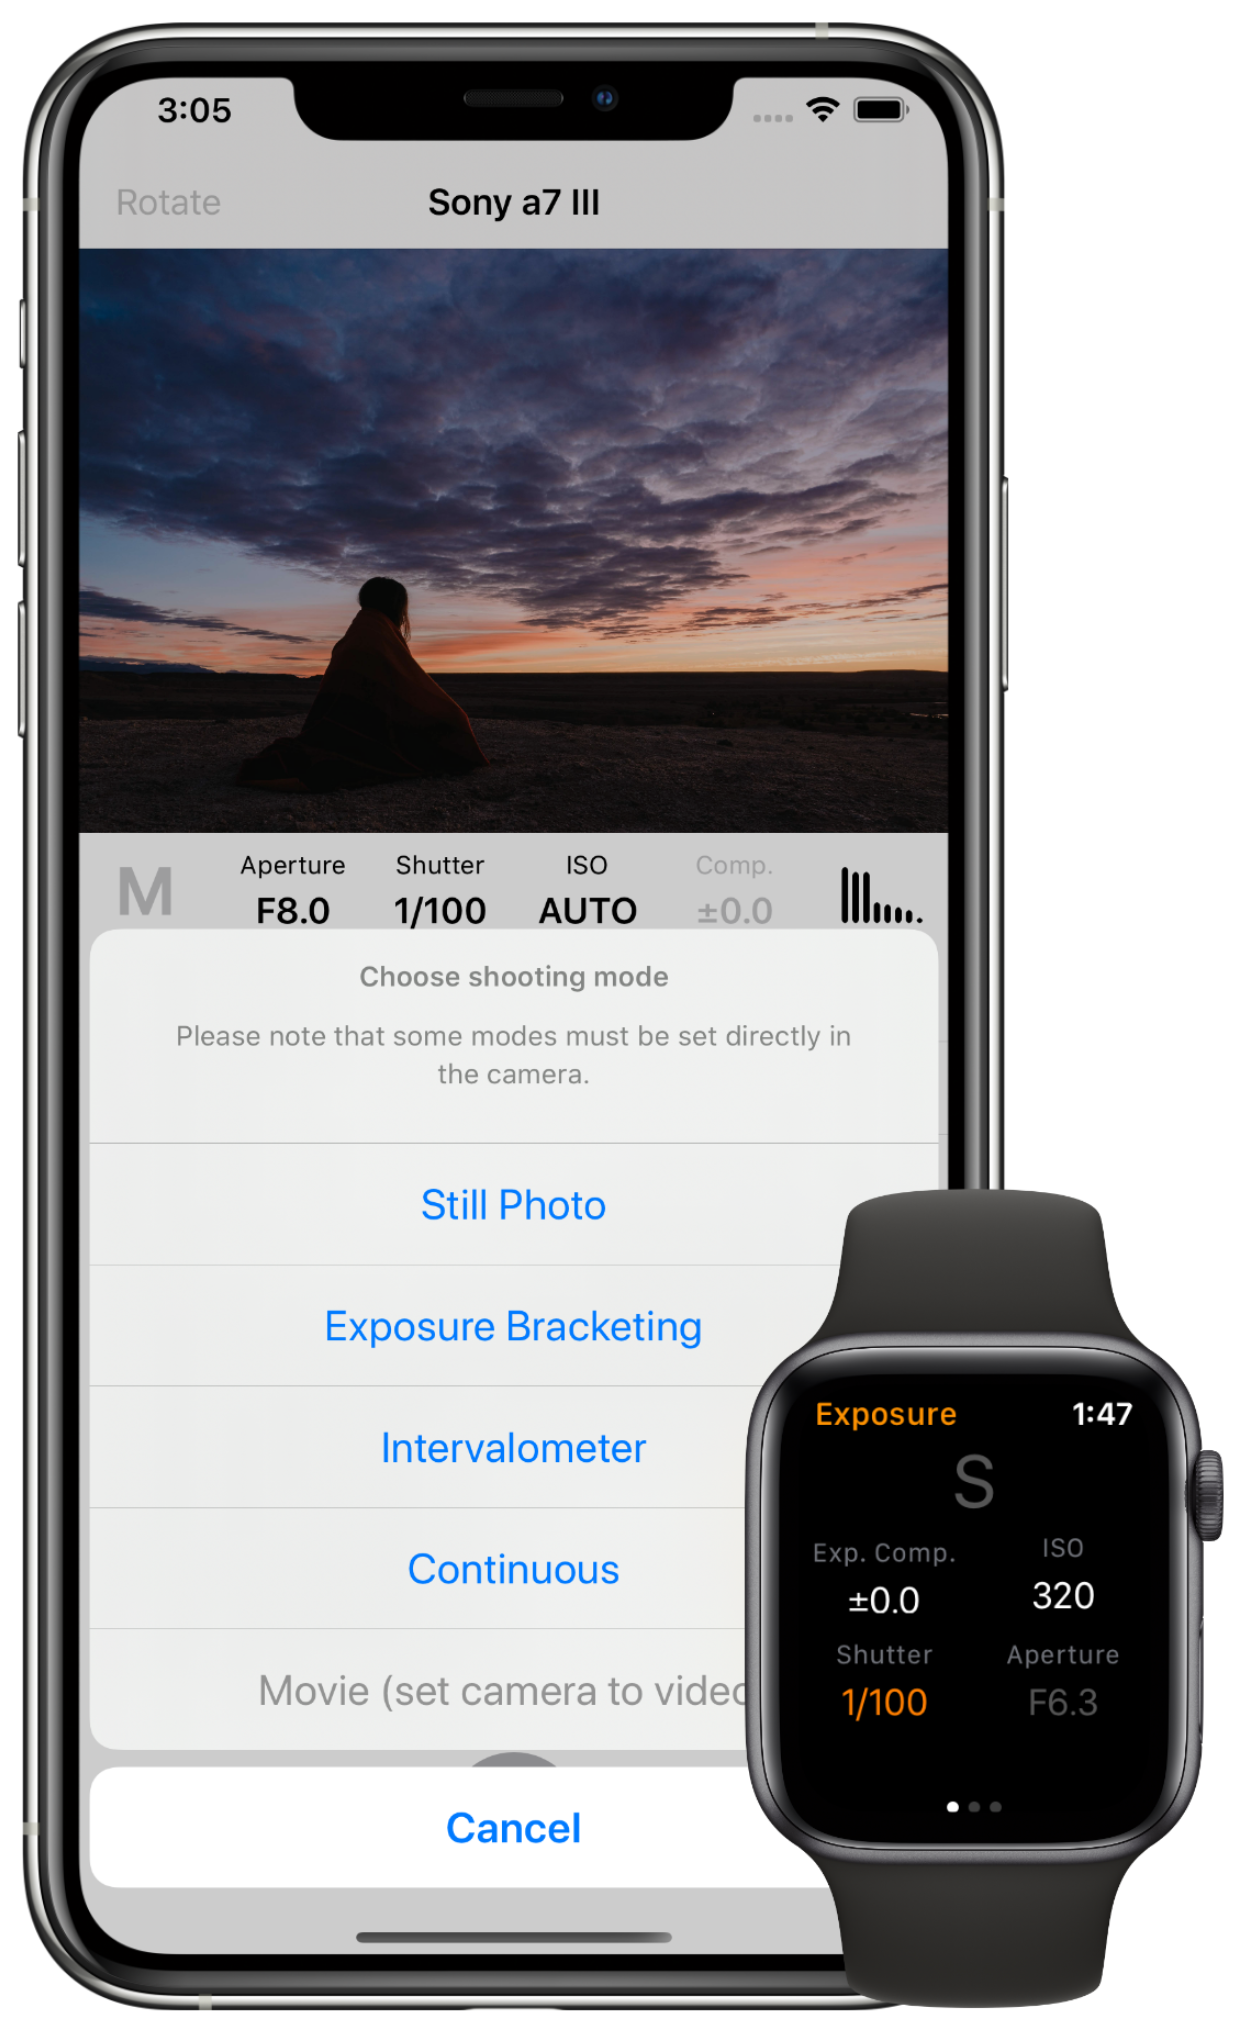 3:05
Rotate
Sony a7 III
Aperture Shutter ISO Comp.
M F8.0 1/100 AUTO ±0.0
Choose shooting mode
Please note that some modes must be set directly in
the camera.
Still Photo
Exposure Bracketing
Intervalometer
Continuous
Movie (set camera to video
Cancel
Exposure 1:47
S
Exp. Comp. ISO
±0.0 320
Shutter Aperture
1/100 F6.3